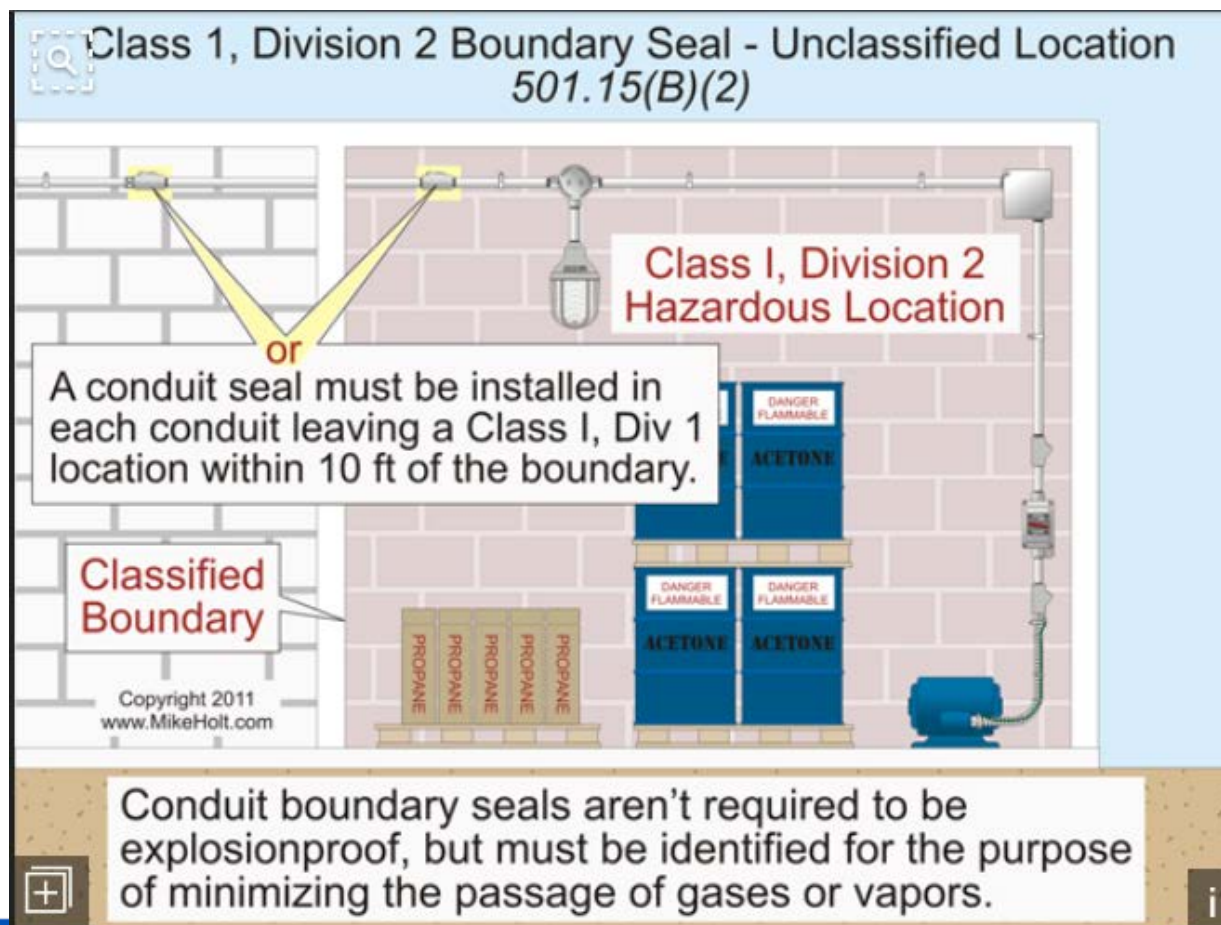 Class 1, Division 2 Boundary Seal - Unclassified Location
501.15(B)(2)
Class I, Division 2
Hazardous Location
or
A conduit seal must be installed in
each conduit leaving a Class I, Div 1
location within 10 ft of the boundary.
DANGER
FLAMMABLE
ACETONE
Classified
Boundary
PROPANE
PROPANE
PROPANE
PROPANE
PROPANE
DANGER
FLAMMABLE
ACETONE
DANGER
FLAMMABLE
ACETONE
Copyright 2011
www.MikeHolt.com
Conduit boundary seals aren't required to be
explosionproof, but must be identified for the purpose
of minimizing the passage of gases or vapors.